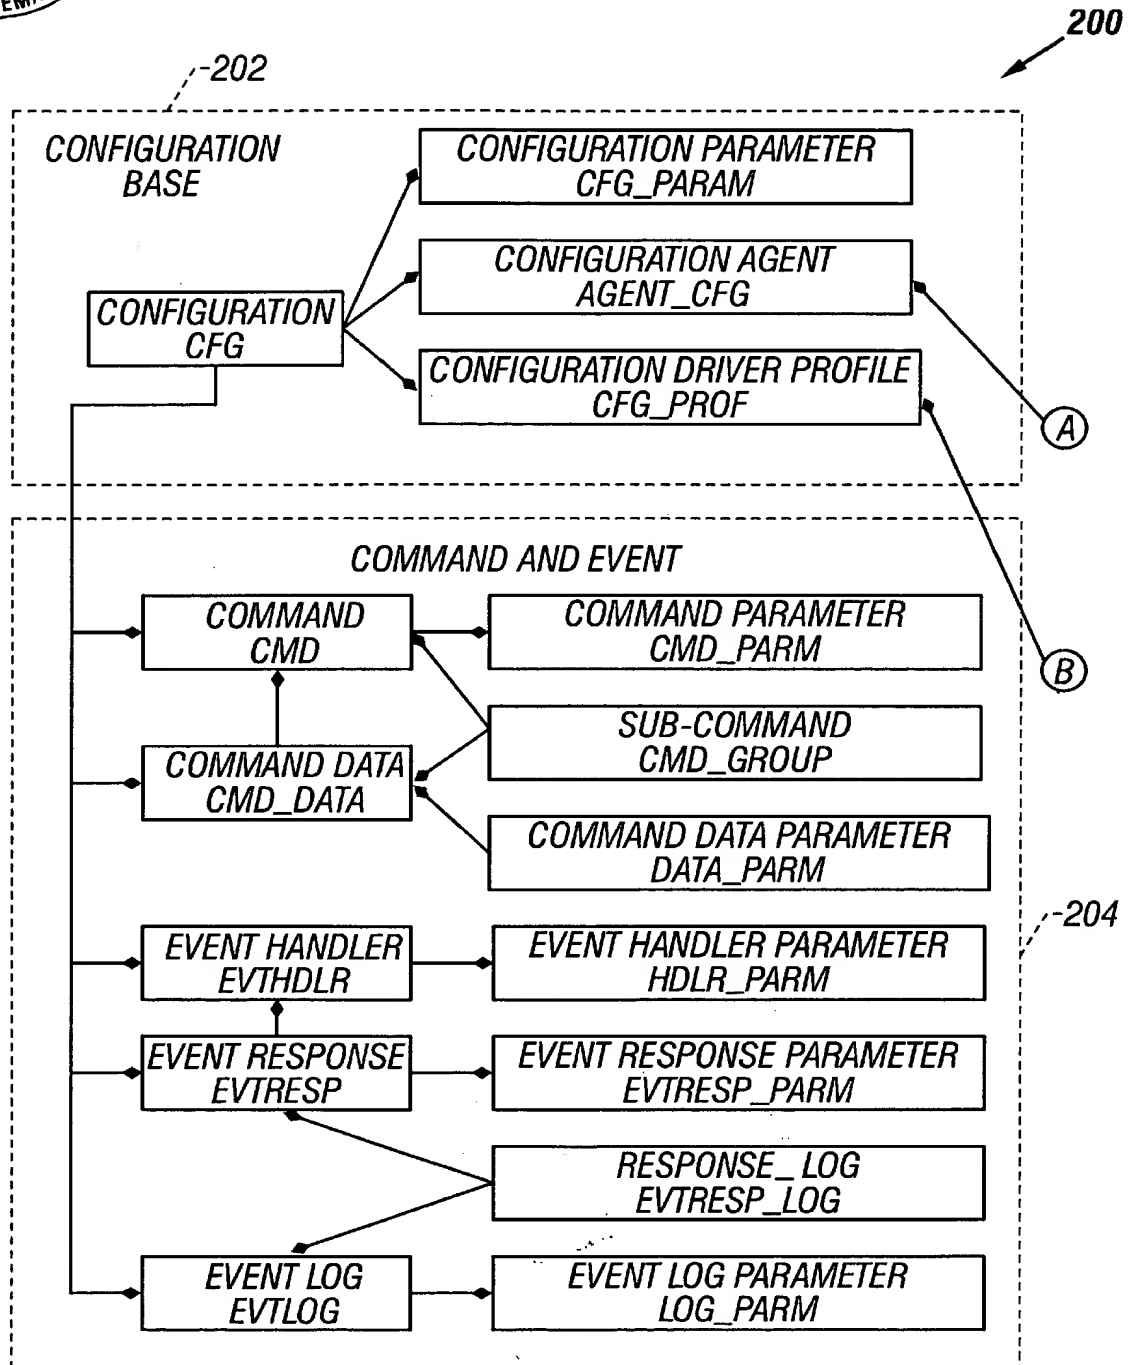 200
202
CONFIGURATION
BASE
CONFIGURATION PARAMETER
CFG_PARAM
CONFIGURATION AGENT
AGENT_CFG
CONFIGURATION
CFG
CONFIGURATION DRIVER PROFILE
CFG_PROF
A
B
COMMAND AND EVENT
COMMAND
CMD
COMMAND PARAMETER
CMD_PARM
SUB-COMMAND
CMD_GROUP
COMMAND DATA
CMD_DATA
COMMAND DATA PARAMETER
DATA_PARM
204
EVENT HANDLER
EVTHDLR
EVENT HANDLER PARAMETER
HDLR_PARM
EVENT RESPONSE
EVTRESP
EVENT RESPONSE PARAMETER
EVTRESP_PARM
RESPONSE_ LOG
EVTRESP_LOG
EVENT LOG
EVTLOG
EVENT LOG PARAMETER
LOG_PARM